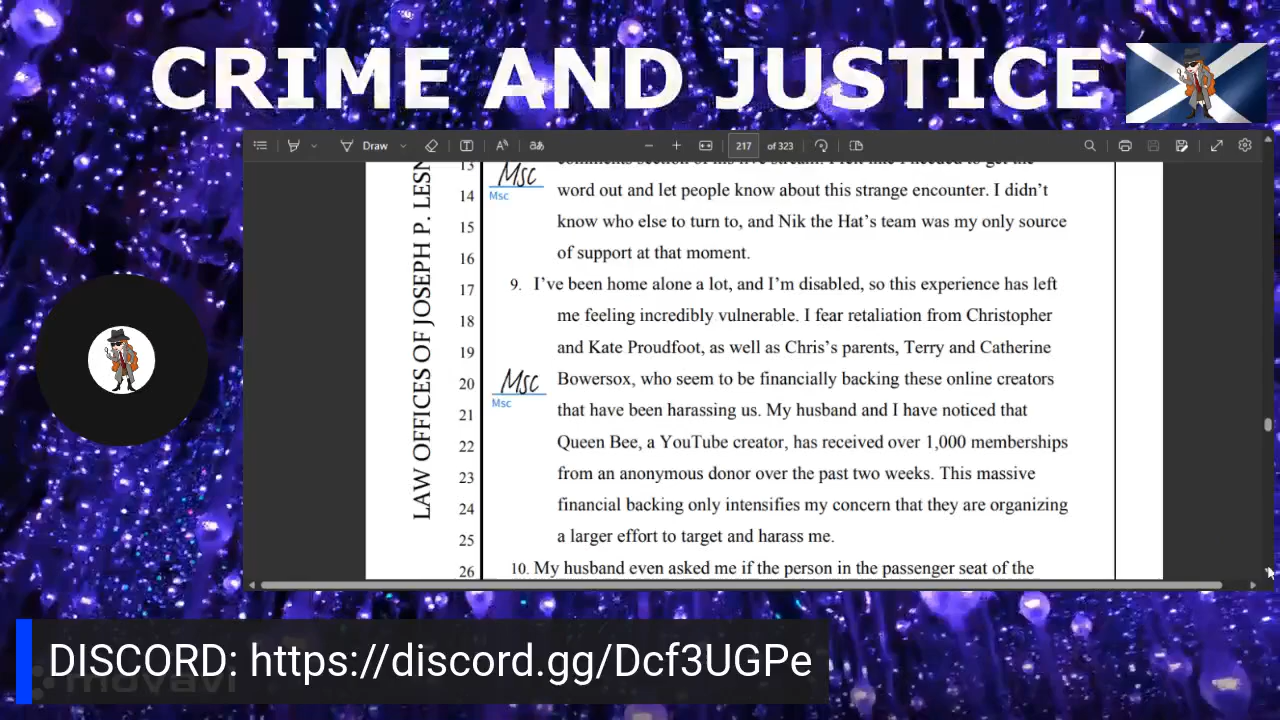 CRIME AND JUSTICE
Draw
217 of 323
LAW OFFICES OF JOSEPH P.
13
14 word out and let people know about this strange encounter. I didn't
15 know who else to turn to, and Nik the Hat's team was my only source
16 of support at that moment.
17 9. I've been home alone a lot, and I'm disabled, so this experience has left
18 me feeling incredibly vulnerable. I fear retaliation from Christopher
19 and Kate Proudfoot, as well as Chris's parents, Terry and Catherine
20 Bowersox, who seem to be financially backing these online creators
21 that have been harassing us. My husband and I have noticed that
22 Queen Bee, a YouTube creator, has received over 1,000 memberships
23 from an anonymous donor over the past two weeks. This massive
24 financial backing only intensifies my concern that they are organizing
25 a larger effort to target and harass me.
26 10. My husband even asked me if the person in the passenger seat of the
Msc
Msc
Msc
Msc
DISCORD: https://discord.gg/Dcf3UGPe
movavi